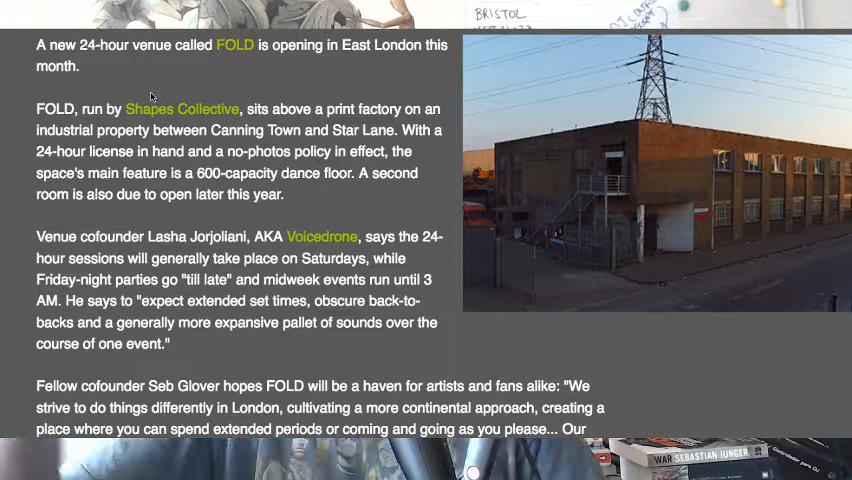 BRISTOL
A new 24-hour venue called FOLD is opening in East London this
month.
FOLD, run by Shapes Collective, sits above a print factory on an
industrial property between Canning Town and Star Lane. With a
24-hour license in hand and a no-photos policy in effect, the
space's main feature is a 600-capacity dance floor. A second
room is also due to open later this year.
Venue cofounder Lasha Jorjoliani, AKA Voicedrone, says the 24-
hour sessions will generally take place on Saturdays, while
Friday-night parties go "till late" and midweek events run until 3
AM. He says to "expect extended set times, obscure back-to-
backs and a generally more expansive pallet of sounds over the
course of one event."
Fellow cofounder Seb Glover hopes FOLD will be a haven for artists and fans alike: "We
strive to do things differently in London, cultivating a more continental approach, creating a
place where you can spend extended periods or coming and going as you please... Our
WAR SEBASTIAN JUNGER